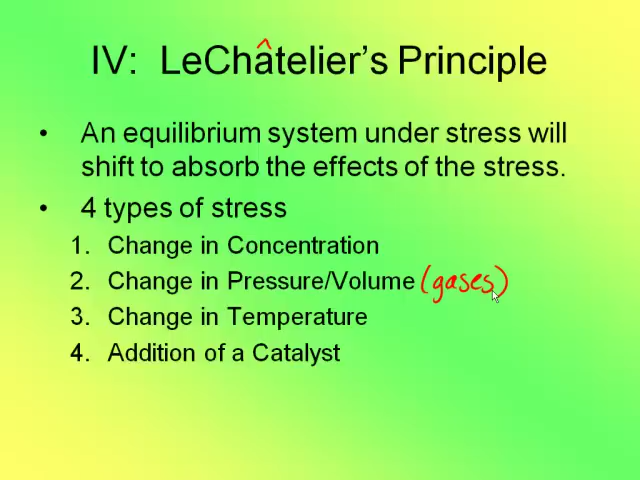 IV: LeChâtelier's Principle
• An equilibrium system under stress will
shift to absorb the effects of the stress.
• 4 types of stress
1. Change in Concentration
2. Change in Pressure/Volume (gases)
3. Change in Temperature
4. Addition of a Catalyst